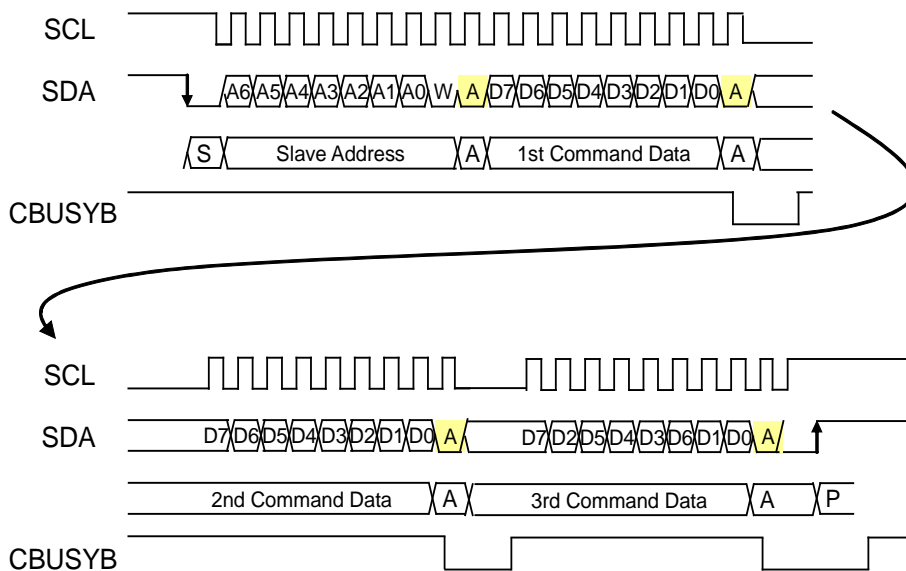 SCL
SDA A6 A5 A4 A3 A2 A1 A0 W A D7 D6 D5 D4 D3 D2 D1 D0 A
S Slave Address A 1st Command Data A
CBUSYB
SCL
SDA D7 D6 D5 D4 D3 D2 D1 D0 A D7 D2 D5 D4 D3 D6 D1 D0 A
2nd Command Data A 3rd Command Data A P
CBUSYB